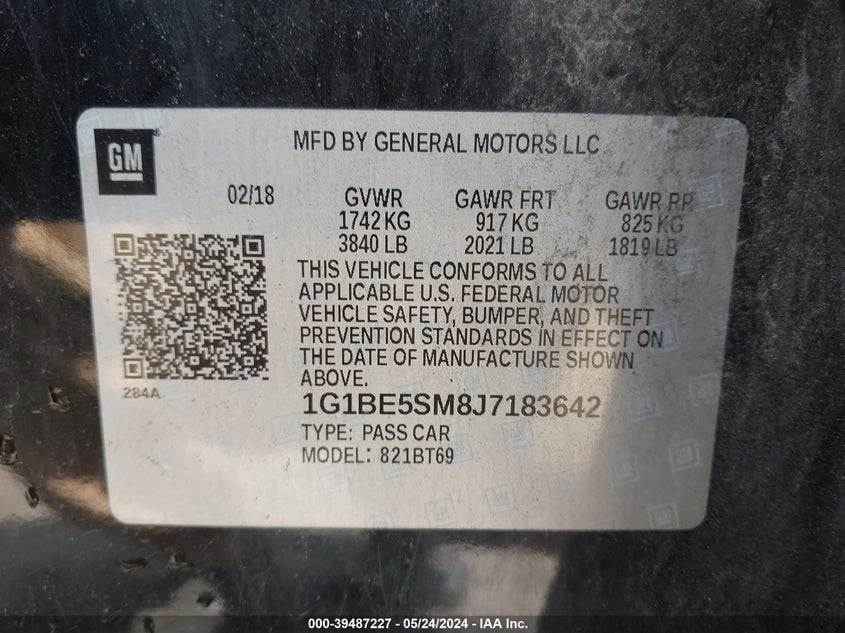 GM
MFD BY GENERAL MOTORS LLC
02/18 GVWR GAWR FRT GAWR RR
1742 KG 917 KG 825 KG
3840 LB 2021 LB 1819 LB
THIS VEHICLE CONFORMS TO ALL
APPLICABLE U.S. FEDERAL MOTOR
VEHICLE SAFETY, BUMPER, AND THEFT
PREVENTION STANDARDS IN EFFECT ON
THE DATE OF MANUFACTURE SHOWN
ABOVE.
284A
1G1BE5SM8J7183642
TYPE: PASS CAR
MODEL: 821BT69
000-39487227 - 05/24/2024 - IAA Inc.